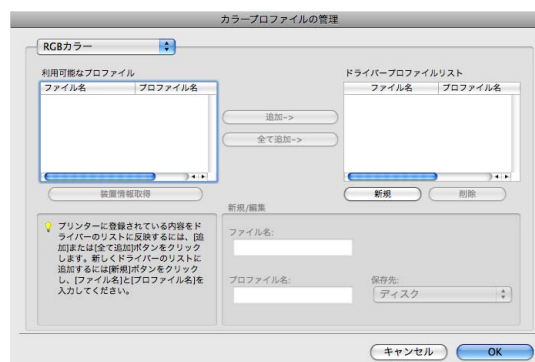 カラープロファイルの管理
RGBカラー
利用可能なプロファイル
ファイル名 プロファイル名
ドライバープロファイルリスト
ファイル名 プロファイル名
追加->
全て追加->
装置情報取得
新規 削除
プリンターに登録されている内容をド
ライバーのリストに反映するには、[追
加]または[全て追加]ボタンをクリック
します。新しくドライバーのリストに
追加するには[新規]ボタンをクリック
し、[ファイル名]と[プロファイル名]を
入力してください。
新規/編集
ファイル名:
プロファイル名:
保存先:
ディスク
キャンセル OK